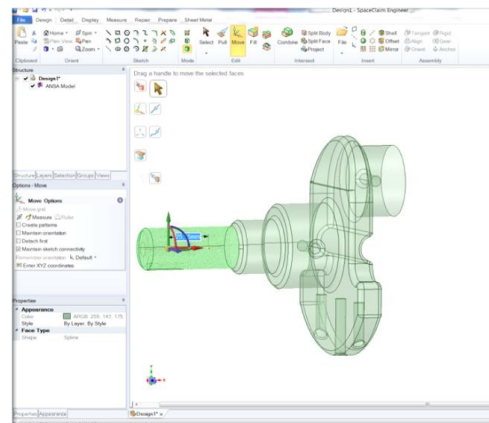 Design1 - SpaceClaim Engineer
File Design Detail Display Measure Repair Prepare Sheet Metal
Paste
Home Spin
Plan View Pan
Zoom
Select Pull Move Fill
Combine
Split Body
Split Face
Project
File
Shell
Offset
Mirror
Tangent Rigid
Align Gear
Orient Anchor
Clipboard Orient Sketch Mode Edit Intersect Insert Assembly
Structure
Design1*
ANSA Model
Drag a handle to move the selected faces
Structure Layers Selection Groups Views
Options - Move
Move Options
Move grid
Measure Ruler
Create patterns
Maintain orientation
Detach first
Maintain sketch connectivity
Remember orientation Default
Enter XYZ coordinates
Properties
Appearance
Color
Style By Layer: By Style
Face Type
Shape Spline
Properties Appearance
Design1*